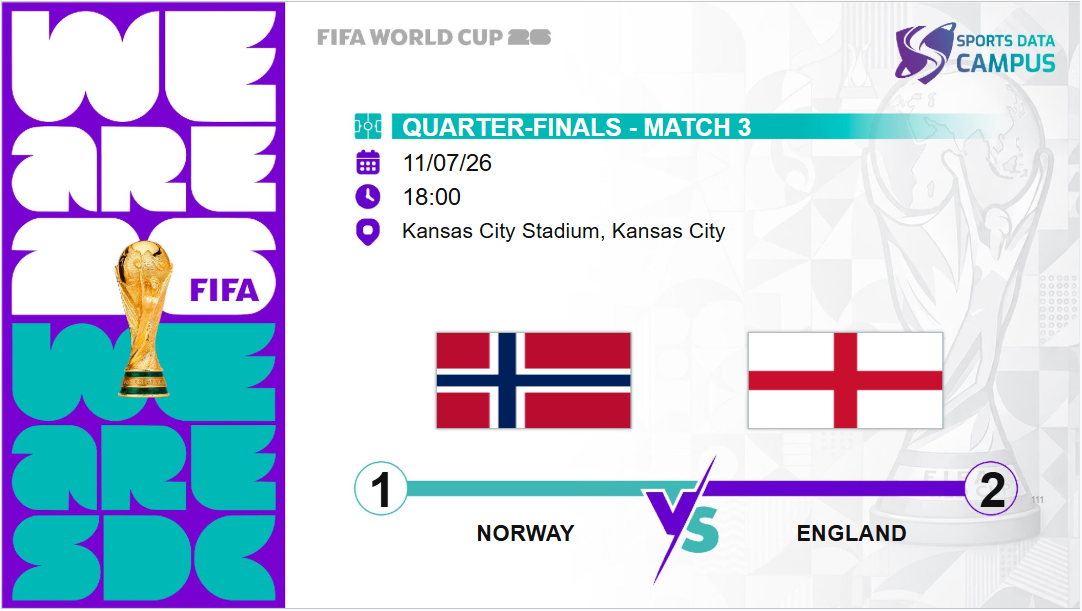 WE
ARE
26
FIFA
WE
ARE
SDC
FIFA WORLD CUP 26
SPORTS DATA
CAMPUS
QUARTER-FINALS - MATCH 3
11/07/26
18:00
Kansas City Stadium, Kansas City
1
VS
2
NORWAY
ENGLAND
111